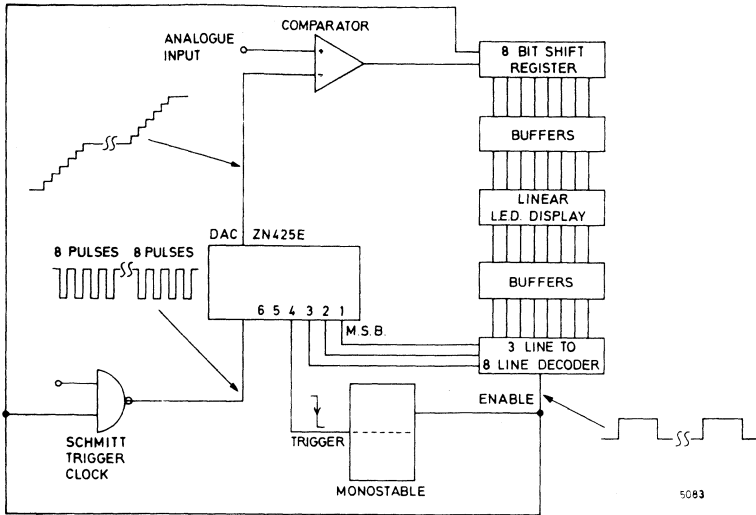 COMPARATOR
ANALOGUE
INPUT
+
−
8 BIT SHIFT
REGISTER
BUFFERS
LINEAR
L.E.D. DISPLAY
DAC ZN425E
8 PULSES 8 PULSES
BUFFERS
6 5 4 3 2 1
M.S.B.
3 LINE TO
8 LINE DECODER
ENABLE
TRIGGER
SCHMITT
TRIGGER
CLOCK
MONOSTABLE
5083